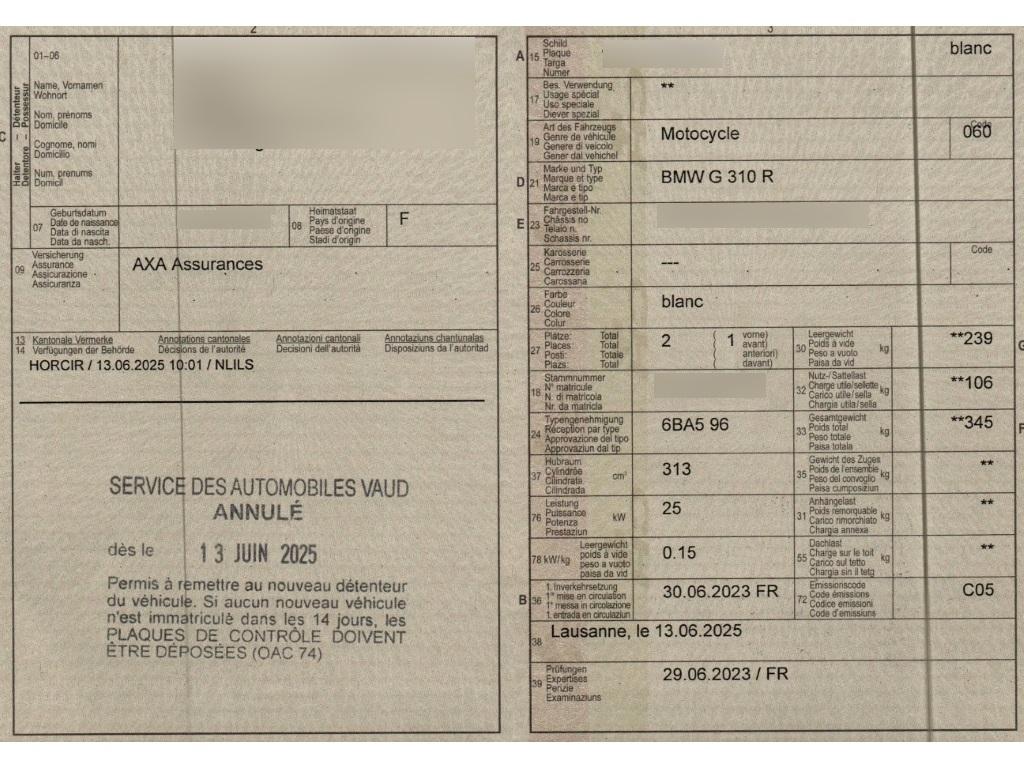 2
01–06
Halter – Détenteur
Detentore – Possessur
C
Name, Vornamen
Wohnort
Nom, prénoms
Domicile
Cognome, nomi
Domicilio
Num, prenums
Domicil
07
Geburtsdatum
Date de naissance
Data di nascita
Data da nasch.
08
Heimatstaat
Pays d'origine
Paese d'origine
Stadi d'origin
F
09
Versicherung
Assurance
Assicurazione
Assicuranza
AXA Assurances
13 Kantonale Vermerke Annotations cantonales Annotazioni cantonali Annotaziuns chantunalas
14 Verfügungen der Behörde Décisions de l'autorité Decisioni dell'autorità Disposiziuns da l'autoritad
HORCIR / 13.06.2025 10:01 / NLILS
SERVICE DES AUTOMOBILES VAUD
ANNULÉ
dès le 13 JUIN 2025
Permis à remettre au nouveau détenteur
du véhicule. Si aucun nouveau véhicule
n'est immatriculé dans les 14 jours, les
PLAQUES DE CONTRÔLE DOIVENT
ÊTRE DÉPOSÉES (OAC 74)
3
A 15
Schild
Plaque
Targa
Numer
blanc
17
Bes. Verwendung
Usage spécial
Uso speciale
Diever spezial
**
19
Art des Fahrzeugs
Genre de véhicule
Genere di veicolo
Gener dal vehichel
Motocycle
Code
060
D 21
Marke und Typ
Marque et type
Marca e tipo
Marca e tip
BMW G 310 R
E 23
Fahrgestell-Nr.
Châssis no
Telaio n.
Schassis nr.
25
Karosserie
Carrosserie
Carrozzeria
Carossaria
---
Code
26
Farbe
Couleur
Colore
Colur
blanc
27
Plätze: Total
Places: Total
Posti: Totale
Plazs: Total
2
1
vorne)
avant)
anteriori)
davant)
30
Leergewicht
Poids à vide
Peso a vuoto
Paisa da vid
kg
**239
G
18
Stammnummer
N° matricule
N. di matricola
Nr. da matricla
32
Nutz-/Sattellast
Charge utile/sellette
Carico utile/sella
Chargia utila/sella
kg
**106
24
Typengenehmigung
Réception par type
Approvazione del tipo
Approvaziun dal tip
6BA5 96
33
Gesamtgewicht
Poids total
Peso totale
Paisa totala
kg
**345
F
37
Hubraum
Cylindrée
Cilindrata
Cilindrada
cm³
313
35
Gewicht des Zuges
Poids de l'ensemble
Peso del convoglio
Paisa cumposiziun
kg
**
76
Leistung
Puissance
Potenza
Prestaziun
kW
25
31
Anhängelast
Poids remorquable
Carico rimorchiato
Chargia annexa
kg
**
78 kW/kg
Leergewicht
poids à vide
peso a vuoto
paisa da vid
0.15
55
Dachlast
Charge sur le toit
Carico sul tetto
Chargia sin il tetg
kg
**
B 36
1. Inverkehrsetzung
1re mise en circulation
1a messa in circolazione
1. entrada en circulaziun
30.06.2023 FR
72
Emissionscode
Code émissions
Codice emissioni
Code d'emissiuns
C05
38
Lausanne, le 13.06.2025
39
Prüfungen
Expertises
Perizie
Examinaziuns
29.06.2023 / FR